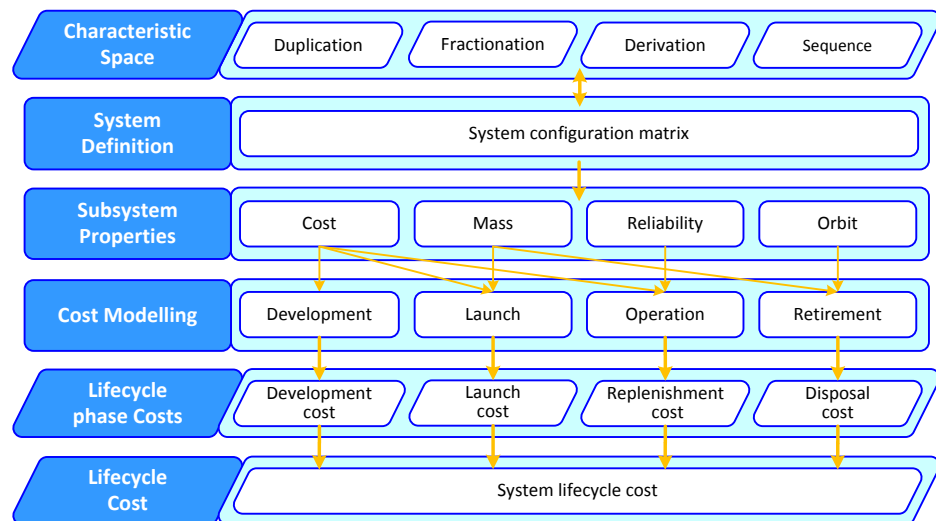 Characteristic
Space
Duplication
Fractionation
Derivation
Sequence
System
Definition
System configuration matrix
Subsystem
Properties
Cost
Mass
Reliability
Orbit
Cost Modelling
Development
Launch
Operation
Retirement
Lifecycle
phase Costs
Development
cost
Launch
cost
Replenishment
cost
Disposal
cost
Lifecycle
Cost
System lifecycle cost